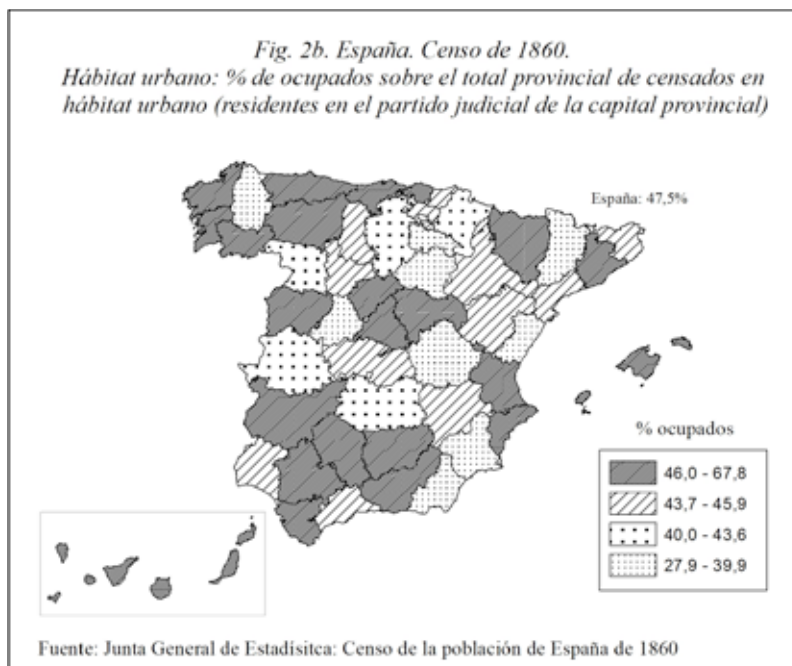 Fig. 2b. España. Censo de 1860.
Hábitat urbano: % de ocupados sobre el total provincial de censados en
hábitat urbano (residentes en el partido judicial de la capital provincial)
España: 47,5%
% ocupados
46,0 - 67,8
43,7 - 45,9
40,0 - 43,6
27,9 - 39,9
Fuente: Junta General de Estadísitca: Censo de la población de España de 1860